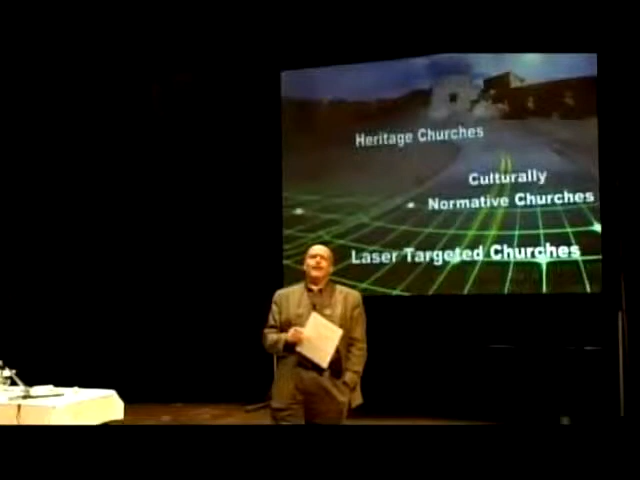 Heritage Churches
Culturally
Normative Churches
Laser Targeted Churches